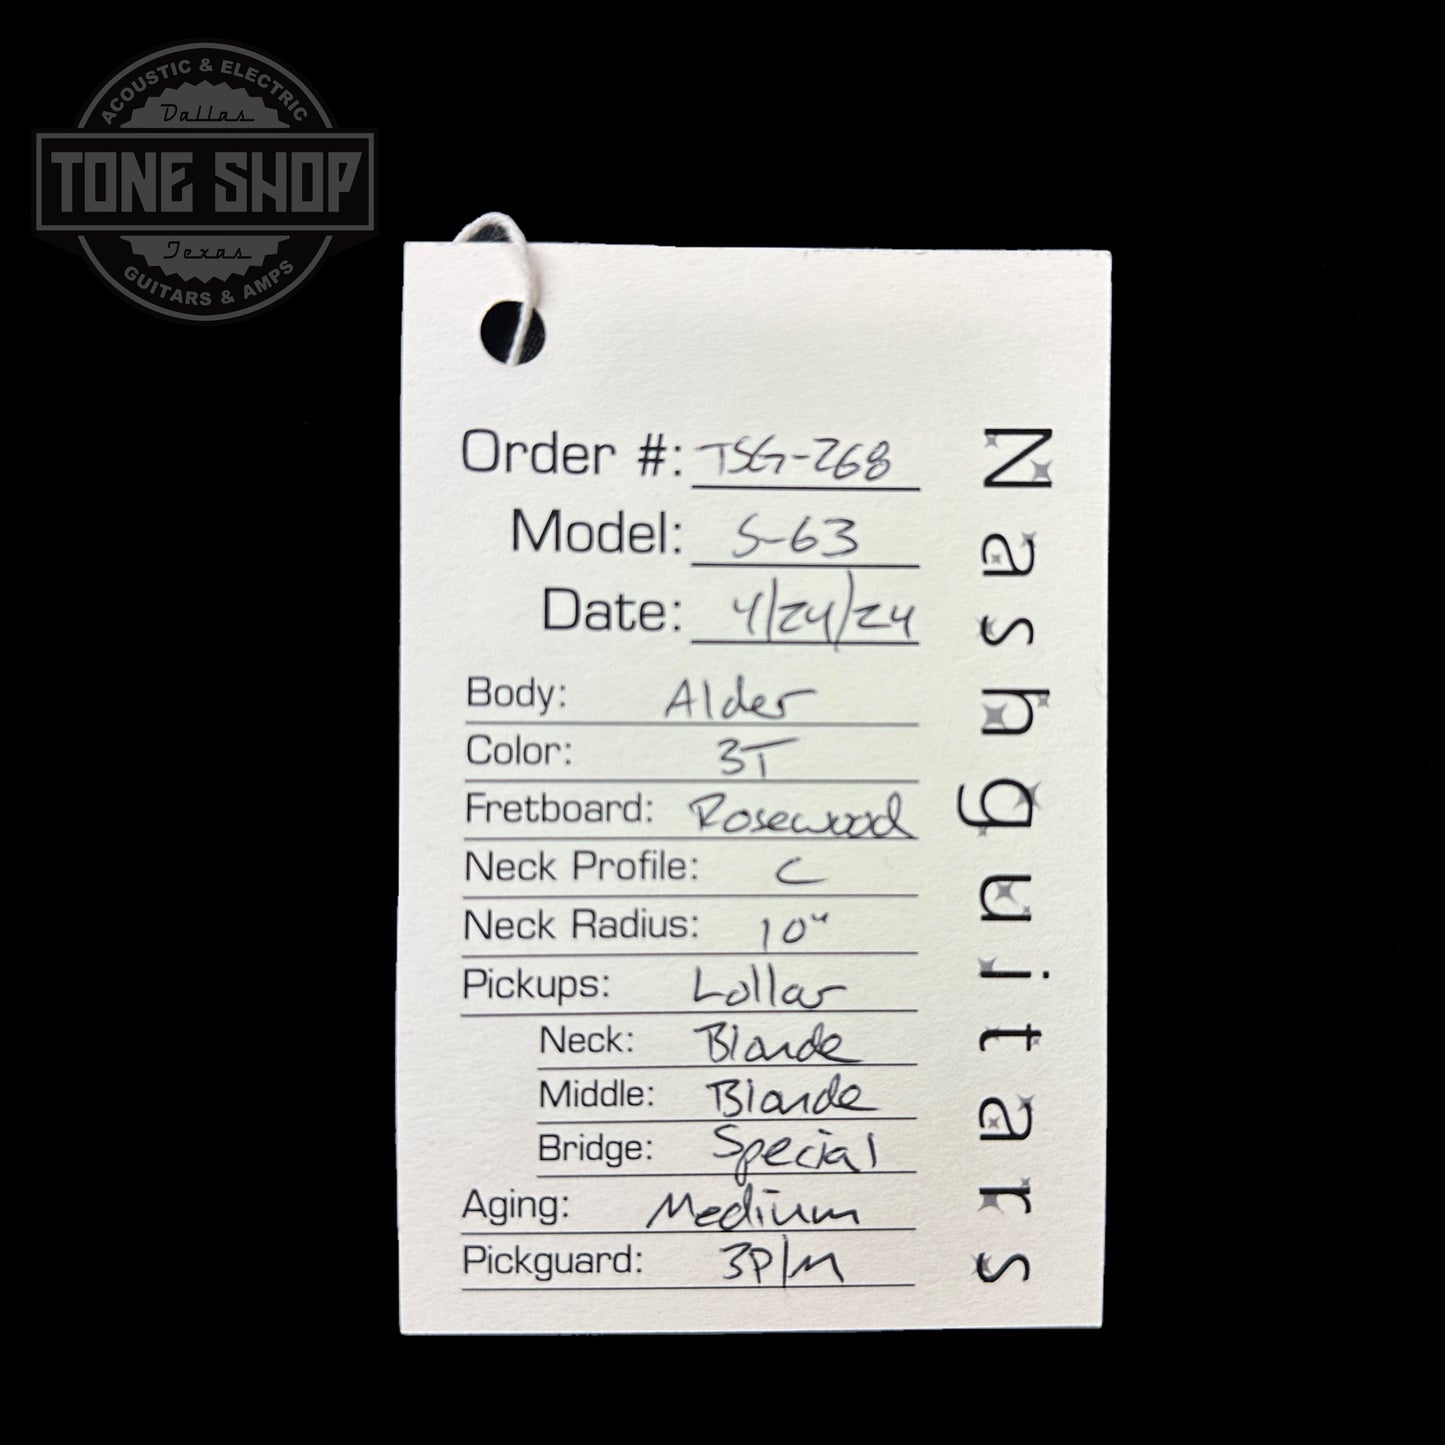 ACOUSTIC & ELECTRIC
Dallas
TONE SHOP
Texas
GUITARS & AMPS
Order #: TSG-268
Model: S-63
Date: 4/24/24
Body: Alder
Color: 3T
Fretboard: Rosewood
Neck Profile: C
Neck Radius: 10"
Pickups: Lollar
Neck: Blonde
Middle: Blonde
Bridge: Special
Aging: Medium
Pickguard: 3P/M
Nashguitars